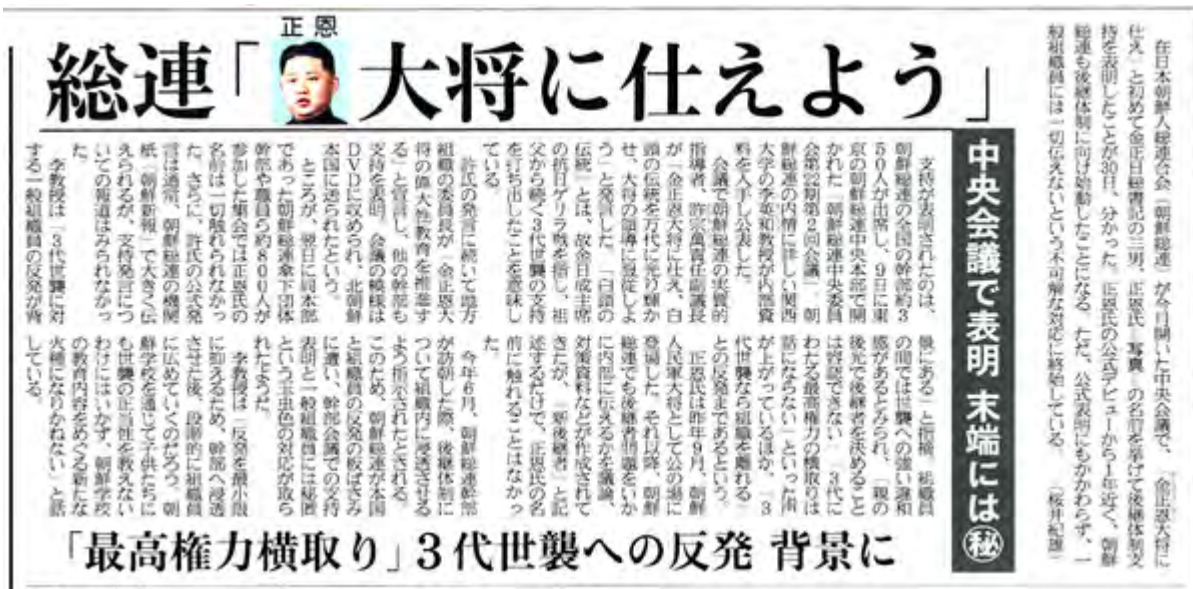 正恩
総連「大将に仕えよう」
在日本朝鮮人総連合会(朝鮮総連)が今月開いた中央会議で、「金正恩大将に
仕え」と初めて金正日総書記の三男、正恩氏=写真=の名前を挙げて後継体制支
持を表明したことが30日、分かった。正恩氏の公式デビューから1年近く、朝鮮
総連も後継体制に向け始動したことになる。ただ、公式表明にもかかわらず、一
般組織員には一切伝えないという不可解な対応に終始している。(桜井紀雄)
中央会議で表明 末端には㊙
支持が表明されたのは、
朝鮮総連の全国の幹部約3
50人が出席し、9日に東
京の朝鮮総連中央本部で開
かれた「朝鮮総連中央委員
会第22期第2回会議」。朝
鮮総連の内情に詳しい関西
大学の李英和教授が内部資
料を入手し公表した。
会議で朝鮮総連の実質的
指導者、許宗萬責任副議長
が「金正恩大将に仕え、白
頭の伝統を万代に光り輝か
せ、大将の領導に服従しよ
う」と発言した。「白頭の
伝統」とは、故金日成主席
の抗日ゲリラ戦を指し、祖
父から続く3代世襲の支持
を打ち出したことを意味し
ている。
許氏の発言に続いて地方
組織の委員長が「金正恩大
将の偉大性教育を推進す
る」と宣言し、他の幹部も
支持を表明。会議の模様は
DVDに収められ、北朝鮮
本国に送られたという。
ところが、翌日に同本部
であった朝鮮総連傘下団体
幹部や職員ら約800人が
参加した集会では正恩氏の
名前は一切触れられなかっ
た。さらに、許氏の公式発
言は通常、朝鮮総連の機関
紙「朝鮮新報」で大きく伝
えられるが、支持発言につ
いての報道はみられなかっ
た。
李教授は「3代世襲に対
する一般組織員の反発が背
景にある」と指摘。組織員
の間では世襲への強い違和
感があるとみられ、「親の
後光で後継者を決めること
は容認できない」「3代に
わたる最高権力の横取りは
話にならない」といった声
が上がっているほか、「3
代世襲なら組織を離れる」
との反発まであるという。
正恩氏は昨年9月、朝鮮
人民軍大将として公の場に
登場した。それ以降、朝鮮
総連でも後継者問題をいか
に内部に伝えるかを議論、
対策資料などが作成されて
きたが、「新後継者」と記
述するだけで、正恩氏の名
前に触れることはなかっ
た。
今年6月、朝鮮総連幹部
が訪朝した際、後継体制に
ついて組織内に浸透させる
よう指示されたとされる。
このため、朝鮮総連が本国
と組織員の反発の板ばさみ
に遭い、幹部会議での支持
表明と一般組織員には秘匿
という玉虫色の対応が取ら
れたようだ。
李教授は「反発を最小限
に抑えるため、幹部へ浸透
させた後、段階的に組織員
に広めていくのだろう。朝
鮮学校を通じて子供たちに
も世襲の正当性を教えない
わけにはいかず、朝鮮学校
の教育内容をめぐる新たな
火種になりかねない」と話
している。
「最高権力横取り」3代世襲への反発 背景に